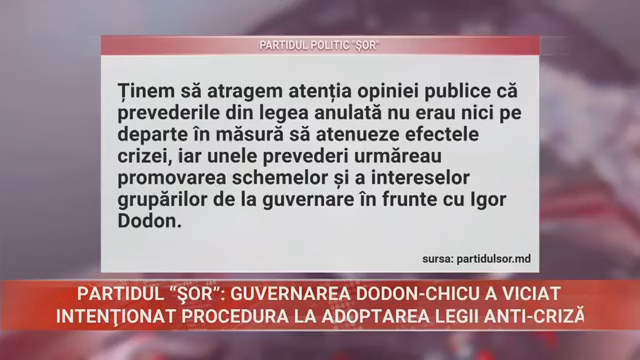 PARTIDUL POLITIC "ŞOR"
Ținem să atragem atenția opiniei publice că
prevederile din legea anulată nu erau nici pe
departe în măsură să atenueze efectele
crizei, iar unele prevederi urmăreau
promovarea schemelor și a intereselor
grupărilor de la guvernare în frunte cu Igor
Dodon.
sursa: partidulsor.md
PARTIDUL “ŞOR”: GUVERNAREA DODON-CHICU A VICIAT
INTENŢIONAT PROCEDURA LA ADOPTAREA LEGII ANTI-CRIZĂ